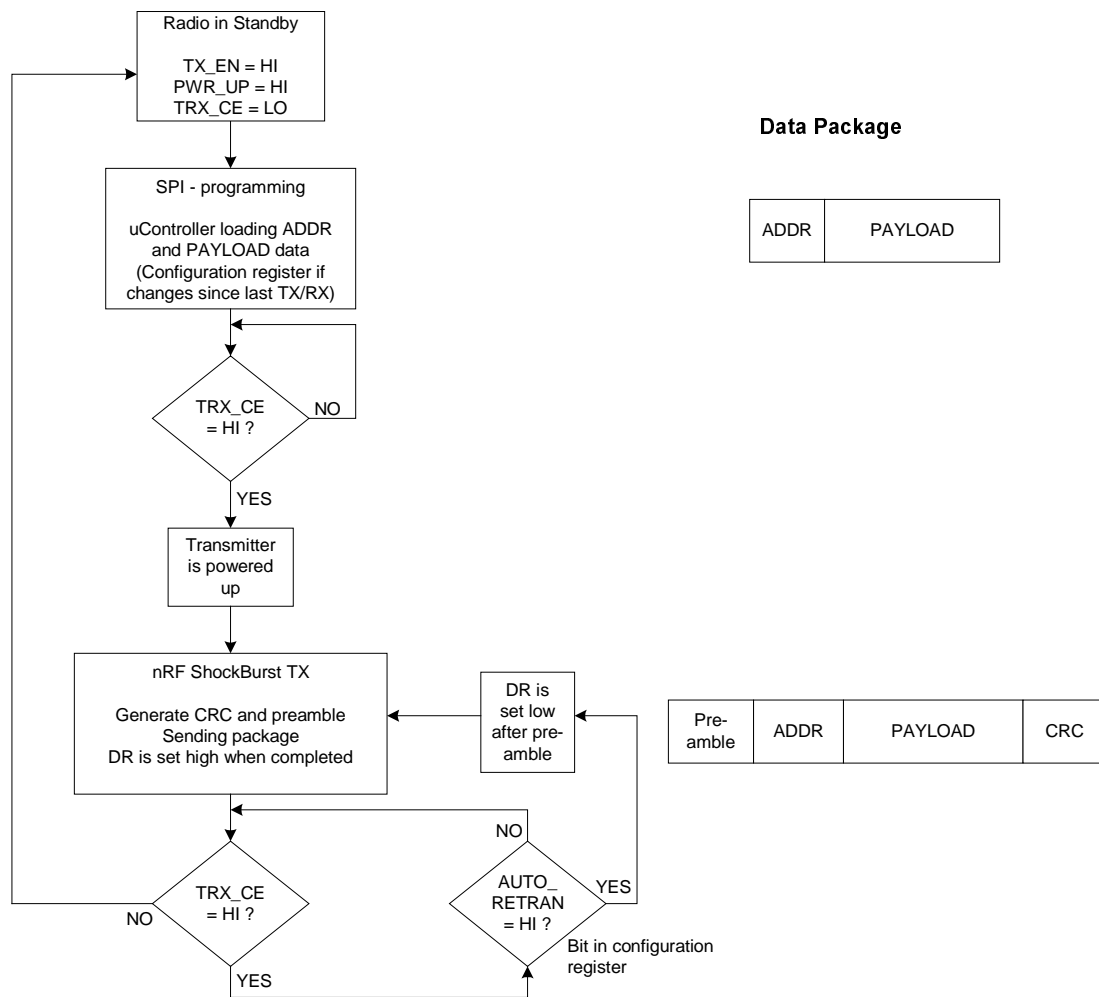 Radio in Standby
TX_EN = HI
PWR_UP = HI
TRX_CE = LO
Data Package
SPI - programming
uController loading ADDR
and PAYLOAD data
(Configuration register if
changes since last TX/RX)
ADDR
PAYLOAD
TRX_CE
= HI ?
NO
YES
Transmitter
is powered
up
nRF ShockBurst TX
Generate CRC and preamble
Sending package
DR is set high when completed
DR is
set low
after pre-
amble
Pre-
amble
ADDR
PAYLOAD
CRC
NO
TRX_CE
= HI ?
NO
AUTO_
RETRAN
= HI ?
YES
Bit in configuration
register
YES